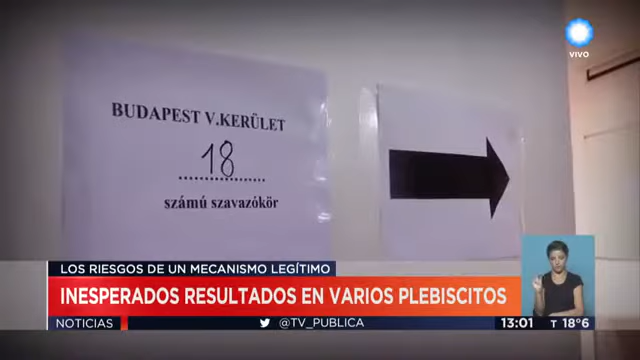 VIVO
BUDAPEST V.KERÜLET
18
számú szavazókör
LOS RIESGOS DE UN MECANISMO LEGÍTIMO
INESPERADOS RESULTADOS EN VARIOS PLEBISCITOS
NOTICIAS @TV_PUBLICA 13:01 T 18°6